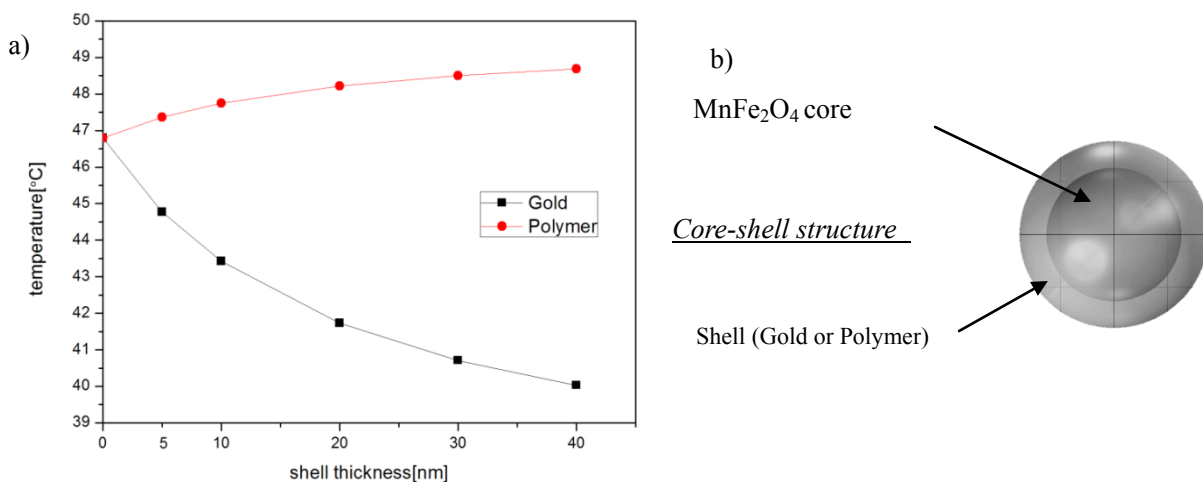 a)
50
49
48
47
46
45
44
43
42
41
40
39
temperature[°C]
0 5 10 20 30 40
shell thickness[nm]
Gold
Polymer
b)
MnFe₂O₄ core
Core-shell structure
Shell (Gold or Polymer)